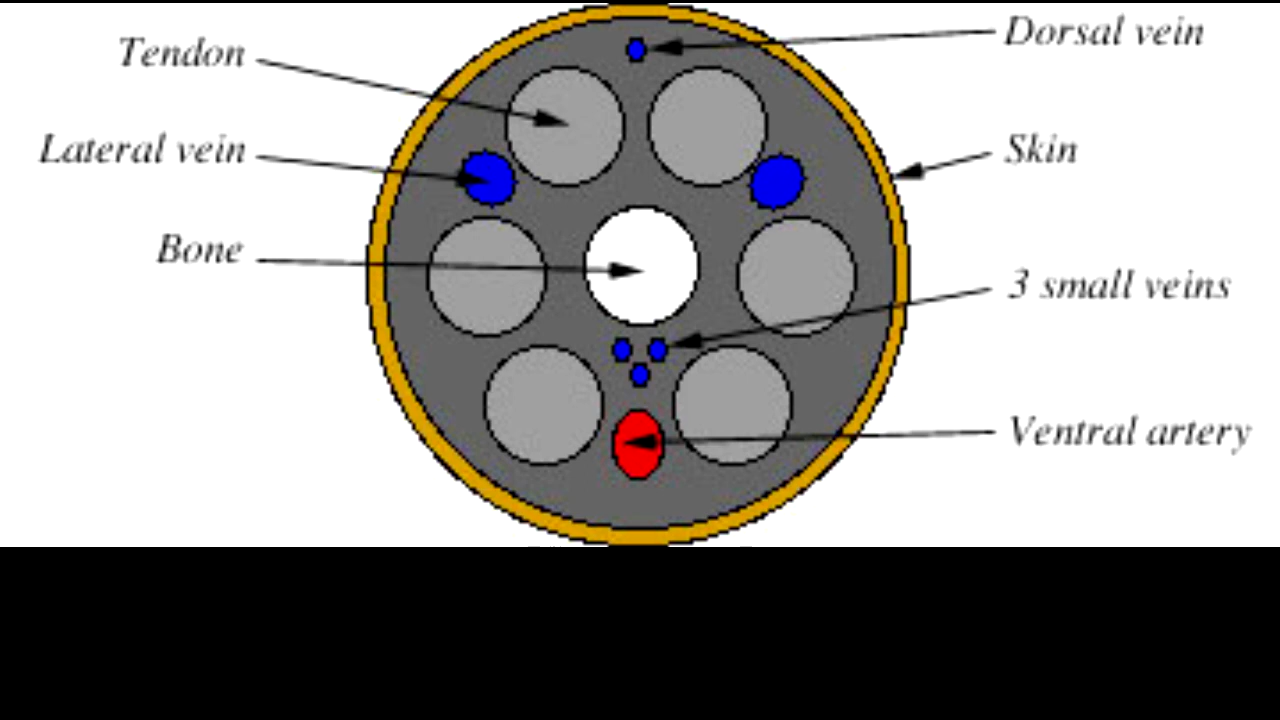 Dorsal vein
Tendon
Lateral vein
Skin
Bone
3 small veins
Ventral artery